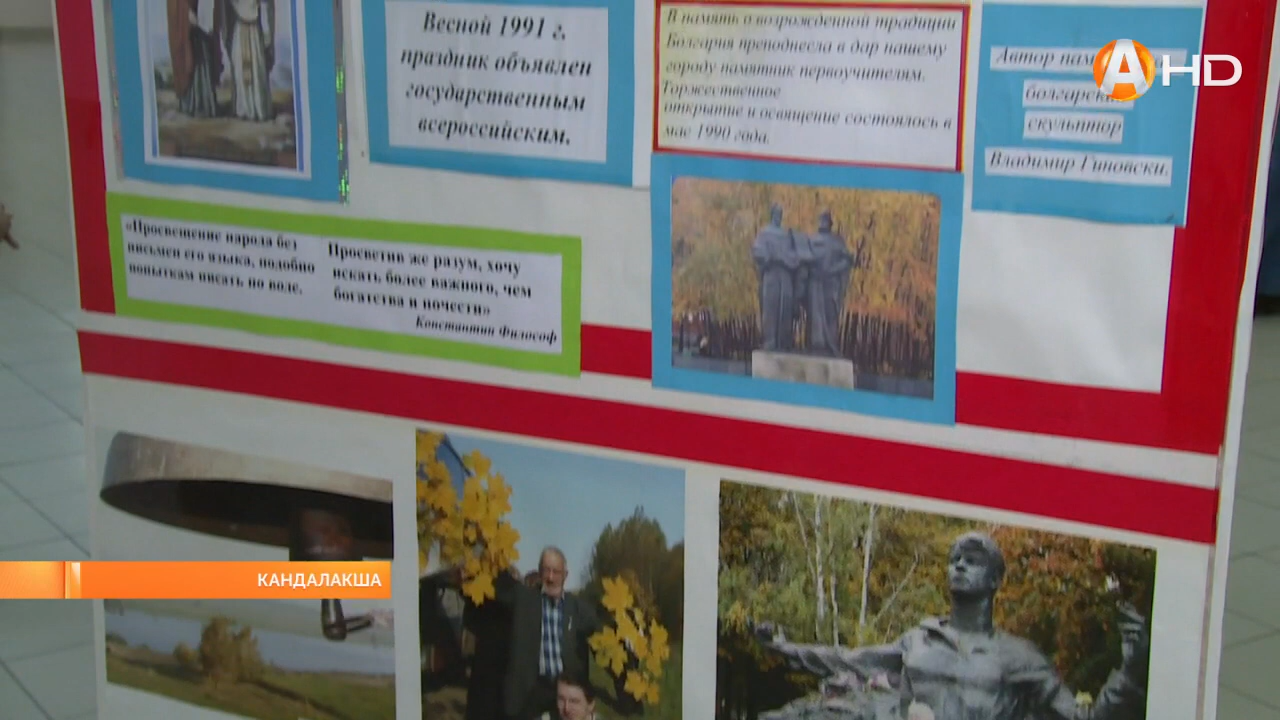 Весной 1991 г.
праздник объявлен
государственным
всероссийским.
В память о возрожденной традиции
Болгария преподнесла в дар нашему
городу памятник первоучителям.
Торжественное
открытие и освящение состоялось в
мае 1990 года.
Автор
болгарский
скульптор
Владимир Гиновски.
А HD
«Просвещение народа без
письмен его языка, подобно
попыткам писать по воде.
Просветив же разум, хочу
искать более важного, чем
богатства и почести»
Константин Философ
КАНДАЛАКША